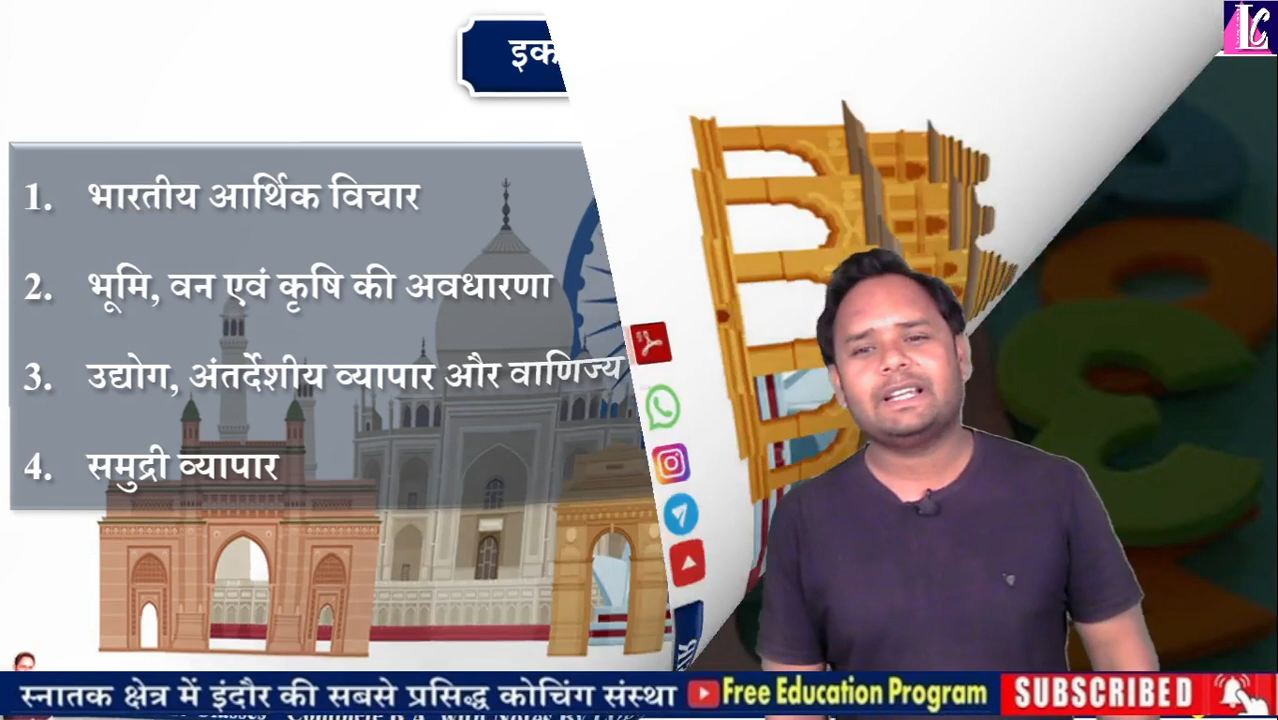 LC
इक
1. भारतीय आर्थिक विचार
2. भूमि, वन एवं कृषि की अवधारणा
3. उद्योग, अंतर्देशीय व्यापार और वाणिज्य
4. समुद्री व्यापार
स्नातक क्षेत्र में इंदौर की सबसे प्रसिद्ध कोचिंग संस्था Free Education Program SUBSCRIBED